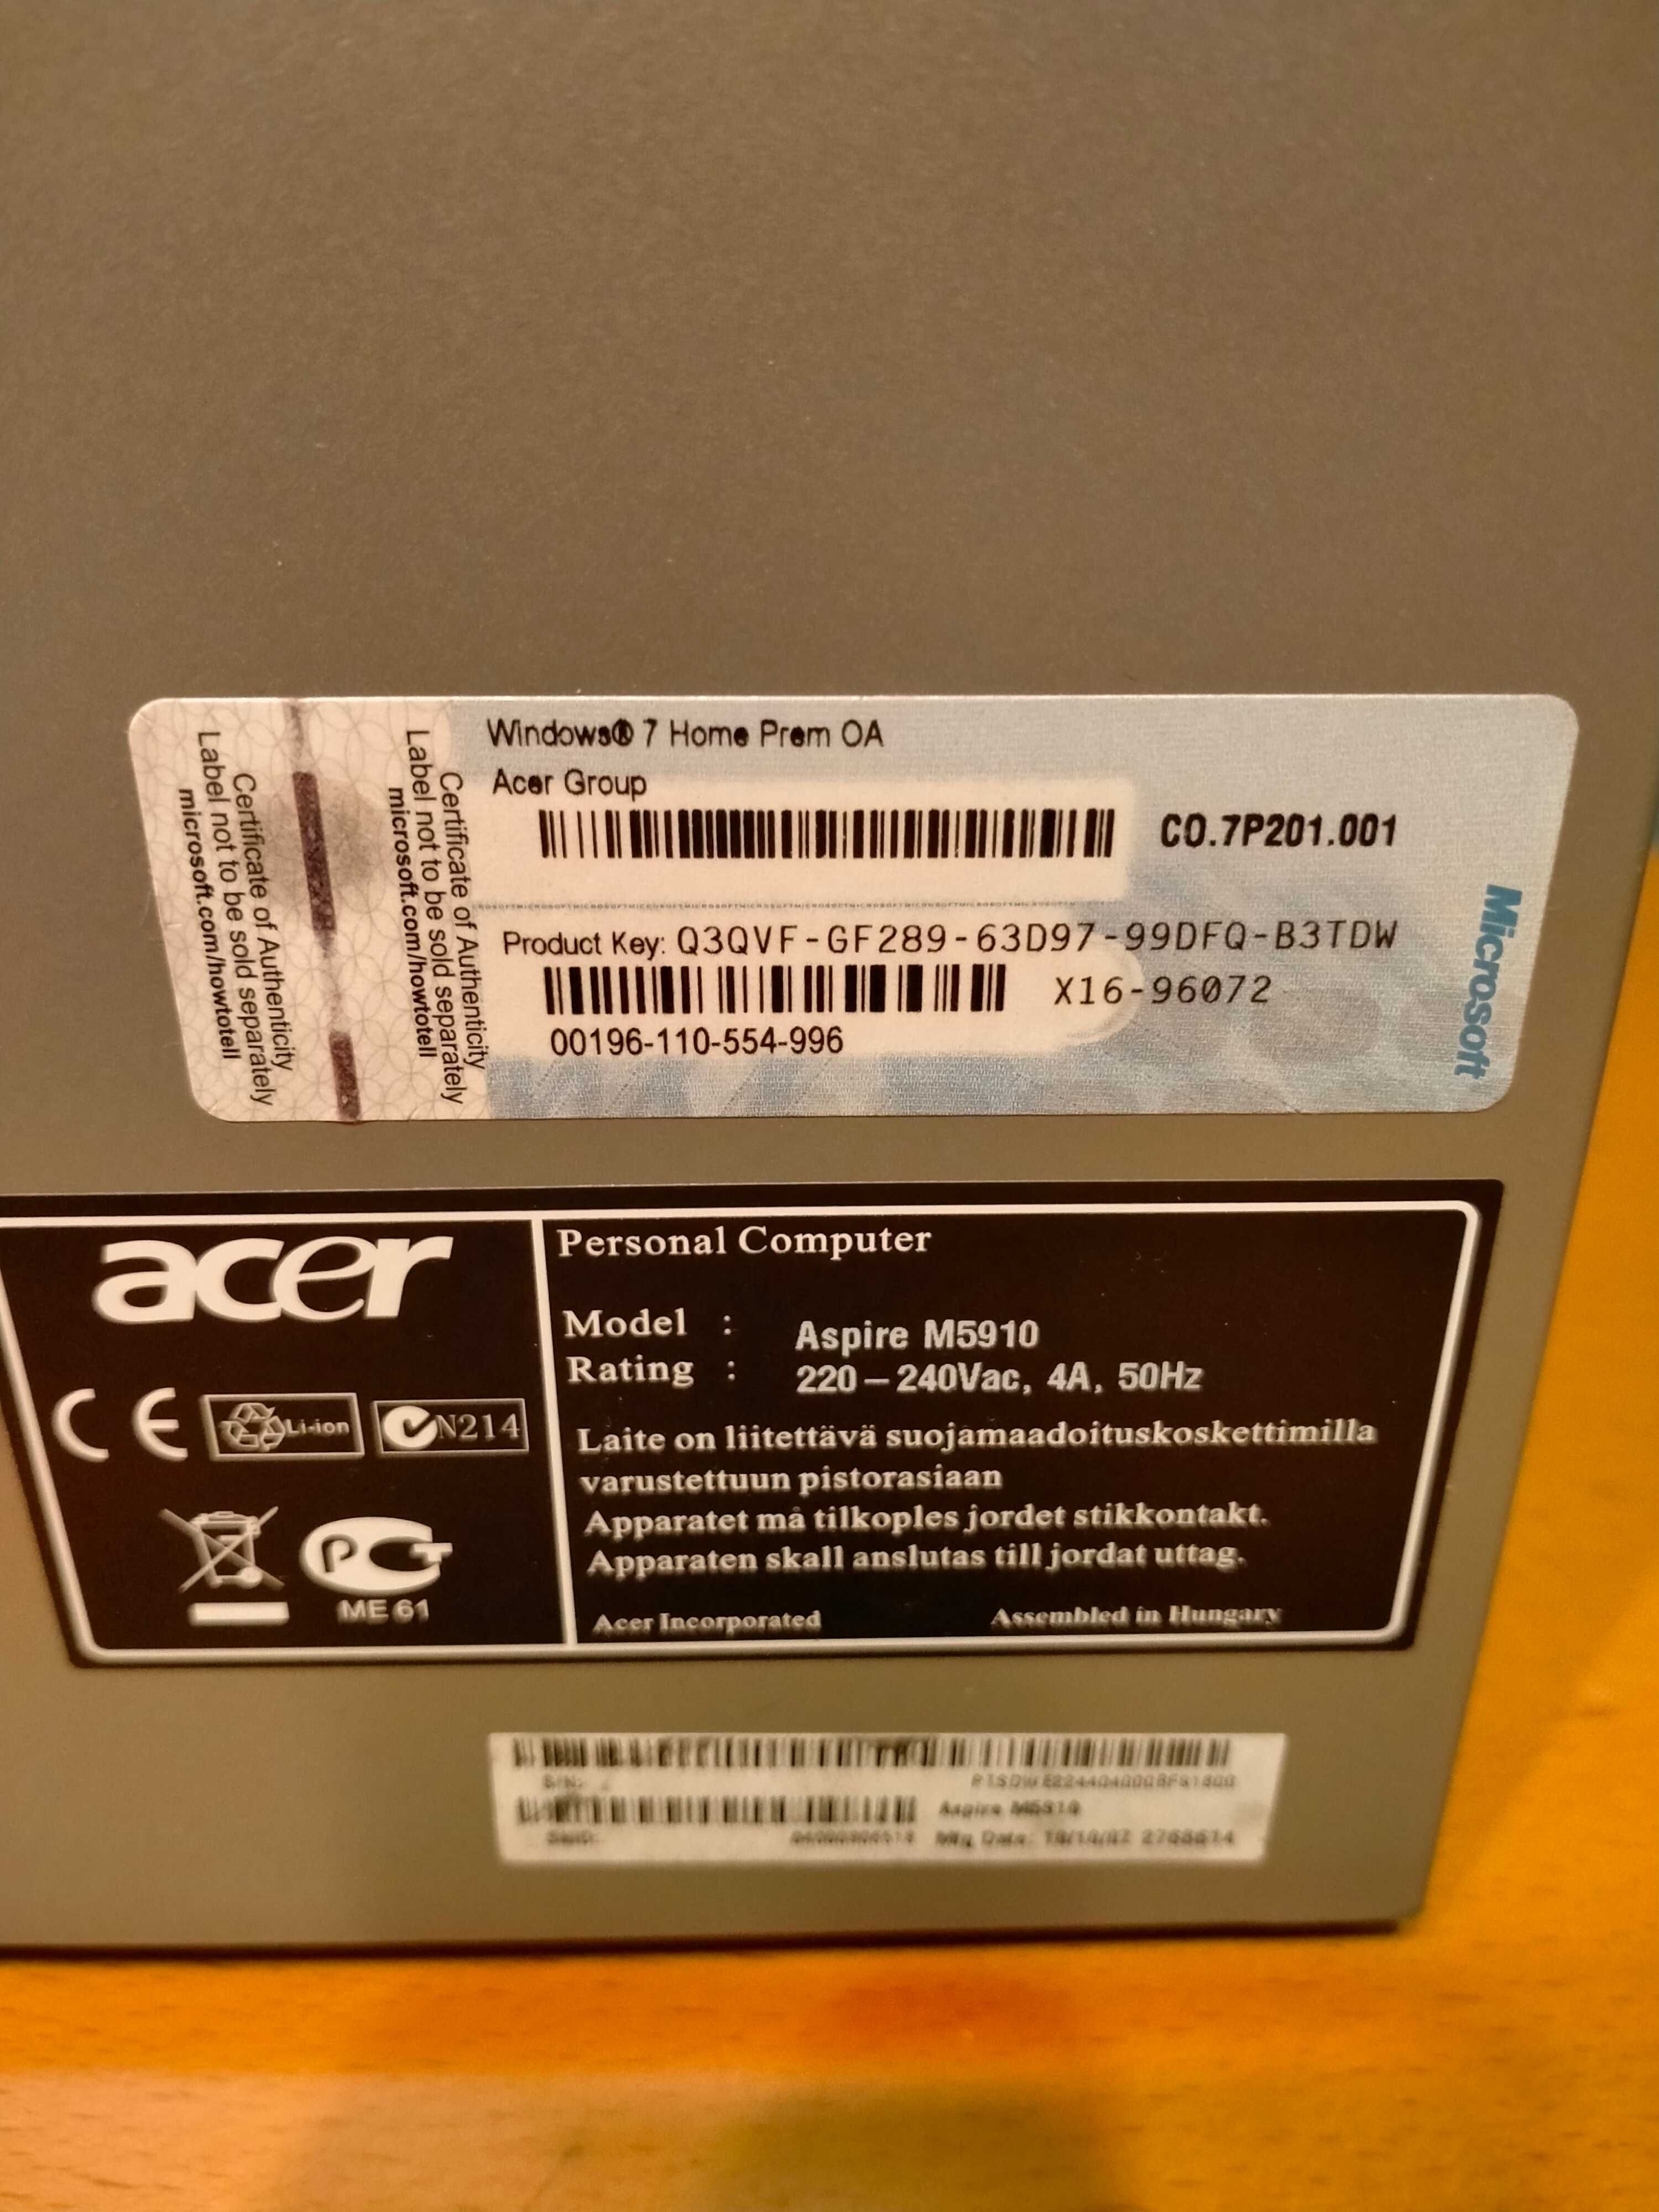 Windows® 7 Home Prem OA
Acer Group
CO.7P201.001
Product Key: Q3QVF-GF289-63D97-99DFQ-B3TDW
X16-96072
00196-110-554-996
Certificate of Authenticity
Label not to be sold separately
microsoft.com/howtotell
Certificate of Authenticity
Label not to be sold separately
microsoft.com/howtotell
Microsoft
acer
Li-ion
N214
ME 61
Personal Computer
Model : Aspire M5910
Rating : 220-240Vac, 4A, 50Hz
Laite on liitettävä suojamaadoituskoskettimilla
varustettuun pistorasiaan
Apparatet må tilkoples jordet stikkontakt.
Apparaten skall anslutas till jordat uttag.
Acer Incorporated Assembled in Hungary
Aspire M5910
Mfg Date: